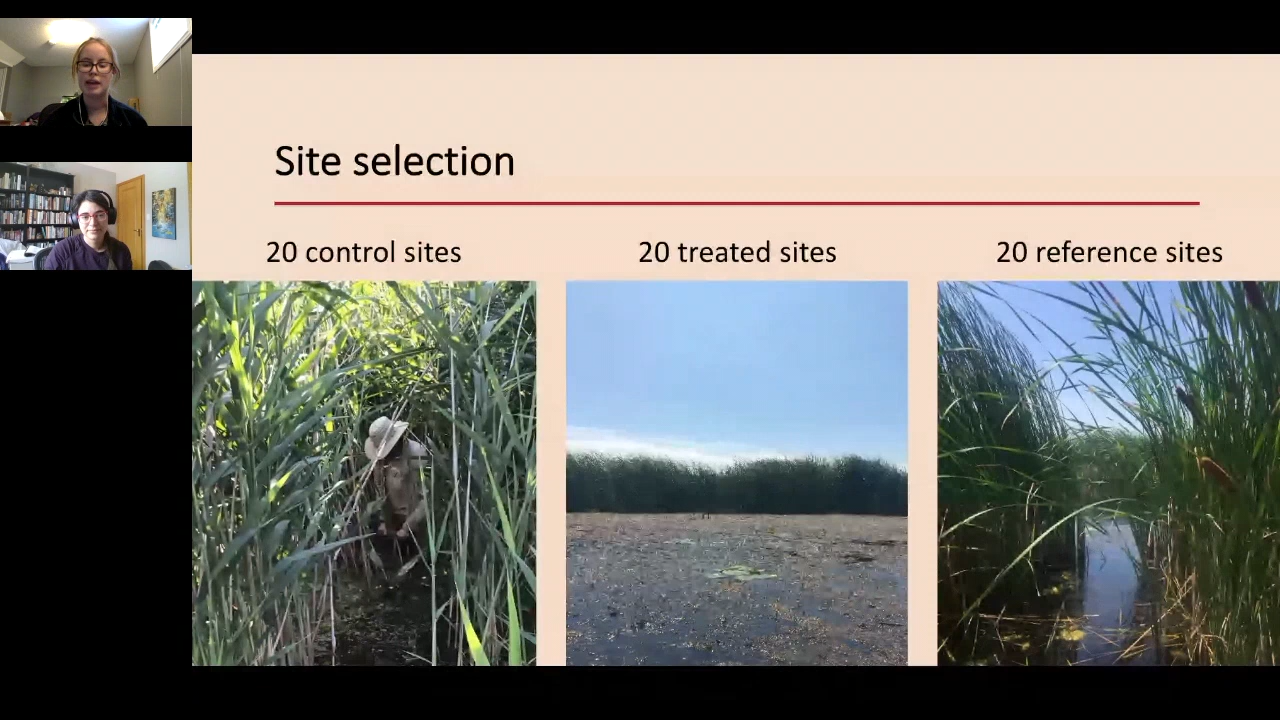 Site selection
20 control sites
20 treated sites
20 reference sites